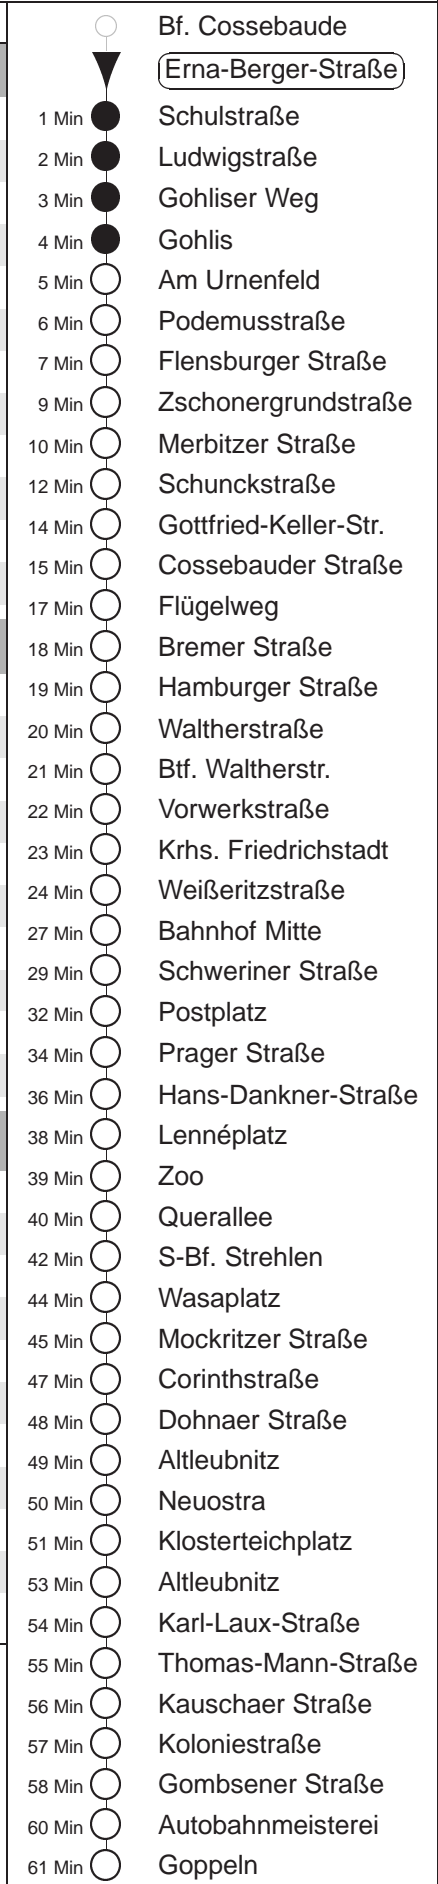 Bf. Cossebaude
Erna-Berger-Straße
1 Min Schulstraße
2 Min Ludwigstraße
3 Min Gohliser Weg
4 Min Gohlis
5 Min Am Urnenfeld
6 Min Podemusstraße
7 Min Flensburger Straße
9 Min Zschonergrundstraße
10 Min Merbitzer Straße
12 Min Schunckstraße
14 Min Gottfried-Keller-Str.
15 Min Cossebauder Straße
17 Min Flügelweg
18 Min Bremer Straße
19 Min Hamburger Straße
20 Min Waltherstraße
21 Min Btf. Waltherstr.
22 Min Vorwerkstraße
23 Min Krhs. Friedrichstadt
24 Min Weißeritzstraße
27 Min Bahnhof Mitte
29 Min Schweriner Straße
32 Min Postplatz
34 Min Prager Straße
36 Min Hans-Dankner-Straße
38 Min Lennéplatz
39 Min Zoo
40 Min Querallee
42 Min S-Bf. Strehlen
44 Min Wasaplatz
45 Min Mockritzer Straße
47 Min Corinthstraße
48 Min Dohnaer Straße
49 Min Altleubnitz
50 Min Neuostra
51 Min Klosterteichplatz
53 Min Altleubnitz
54 Min Karl-Laux-Straße
55 Min Thomas-Mann-Straße
56 Min Kauschaer Straße
57 Min Koloniestraße
58 Min Gombsener Straße
60 Min Autobahnmeisterei
61 Min Goppeln